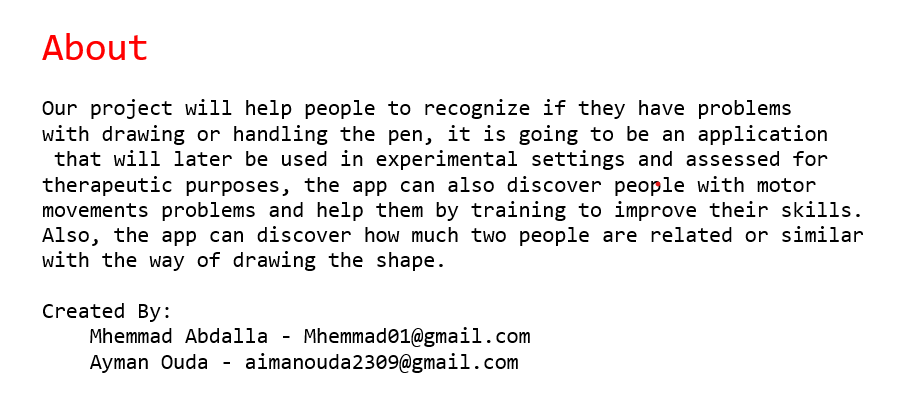 About
Our project will help people to recognize if they have problems
with drawing or handling the pen, it is going to be an application
that will later be used in experimental settings and assessed for
therapeutic purposes, the app can also discover people with motor
movements problems and help them by training to improve their skills.
Also, the app can discover how much two people are related or similar
with the way of drawing the shape.
Created By:
Mhemmad Abdalla - Mhemmad01@gmail.com
Ayman Ouda - aimanouda2309@gmail.com